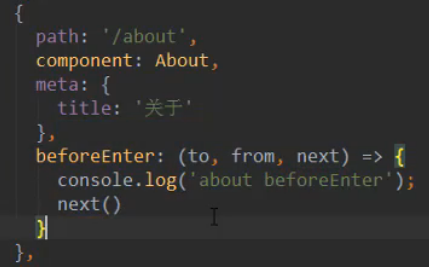 {
path: '/about',
component: About,
meta: {
title: '关于'
},
beforeEnter: (to, from, next) => {
console.log('about beforeEnter');
next()
}
},